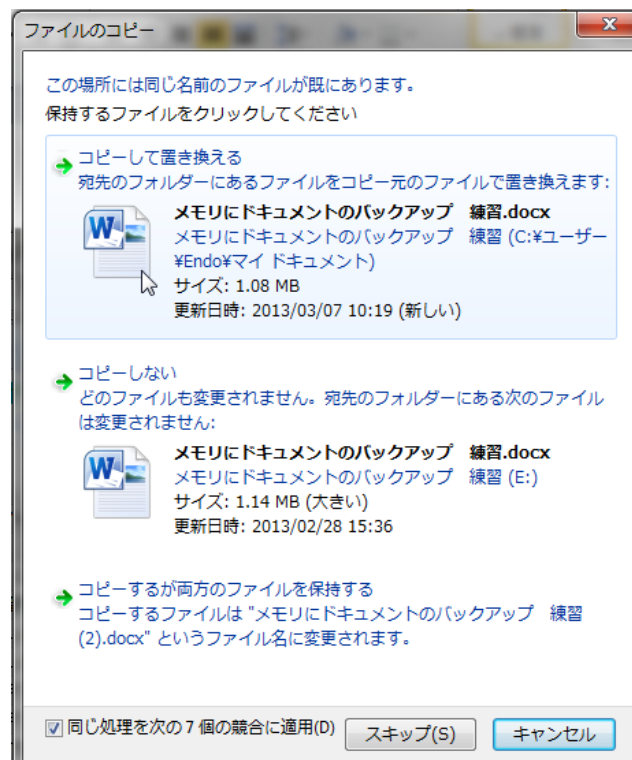 ファイルのコピー
この場所には同じ名前のファイルが既にあります。
保持するファイルをクリックしてください
コピーして置き換える
宛先のフォルダーにあるファイルをコピー元のファイルで置き換えます:
メモリにドキュメントのバックアップ　練習.docx
メモリにドキュメントのバックアップ　練習 (C:¥ユーザー
¥Endo¥マイ ドキュメント)
サイズ: 1.08 MB
更新日時: 2013/03/07 10:19 (新しい)
コピーしない
どのファイルも変更されません。宛先のフォルダーにある次のファイル
は変更されません:
メモリにドキュメントのバックアップ　練習.docx
メモリにドキュメントのバックアップ　練習 (E:)
サイズ: 1.14 MB (大きい)
更新日時: 2013/02/28 15:36
コピーするが両方のファイルを保持する
コピーするファイルは "メモリにドキュメントのバックアップ　練習
(2).docx" というファイル名に変更されます。
同じ処理を次の 7 個の競合に適用(D) スキップ(S) キャンセル